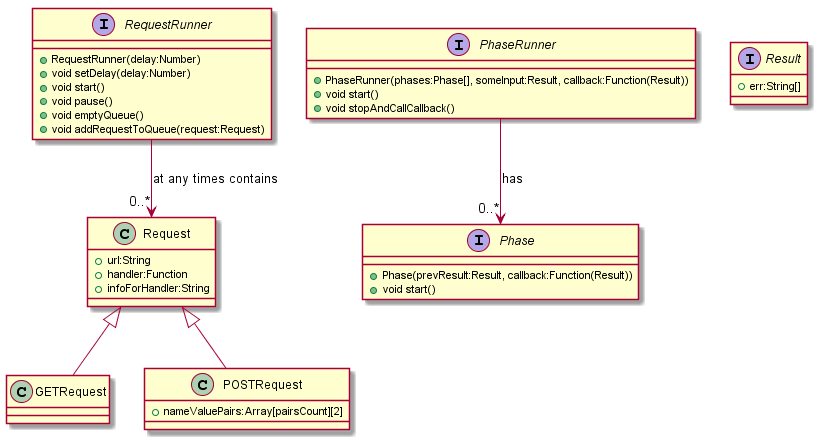 I RequestRunner
RequestRunner(delay:Number)
void setDelay(delay:Number)
void start()
void pause()
void emptyQueue()
void addRequestToQueue(request:Request)
I PhaseRunner
PhaseRunner(phases:Phase[], someInput:Result, callback:Function(Result))
void start()
void stopAndCallCallback()
I Result
err:String[]
at any times contains
0..*
has
0..*
C Request
url:String
handler:Function
infoForHandler:String
I Phase
Phase(prevResult:Result, callback:Function(Result))
void start()
C GETRequest
C POSTRequest
nameValuePairs:Array[pairsCount][2]